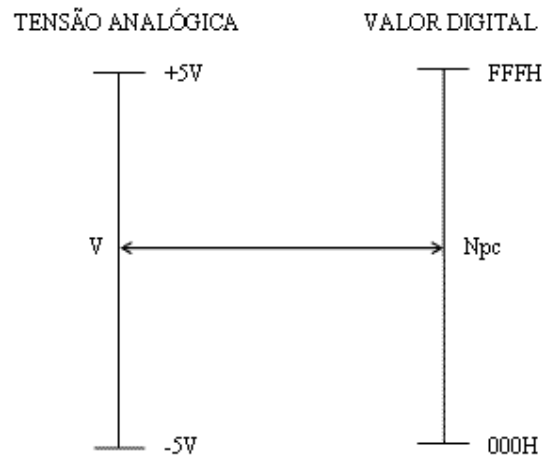 TENSÃO ANALÓGICA VALOR DIGITAL
+5V FFFH
V Npc
-5V 000H